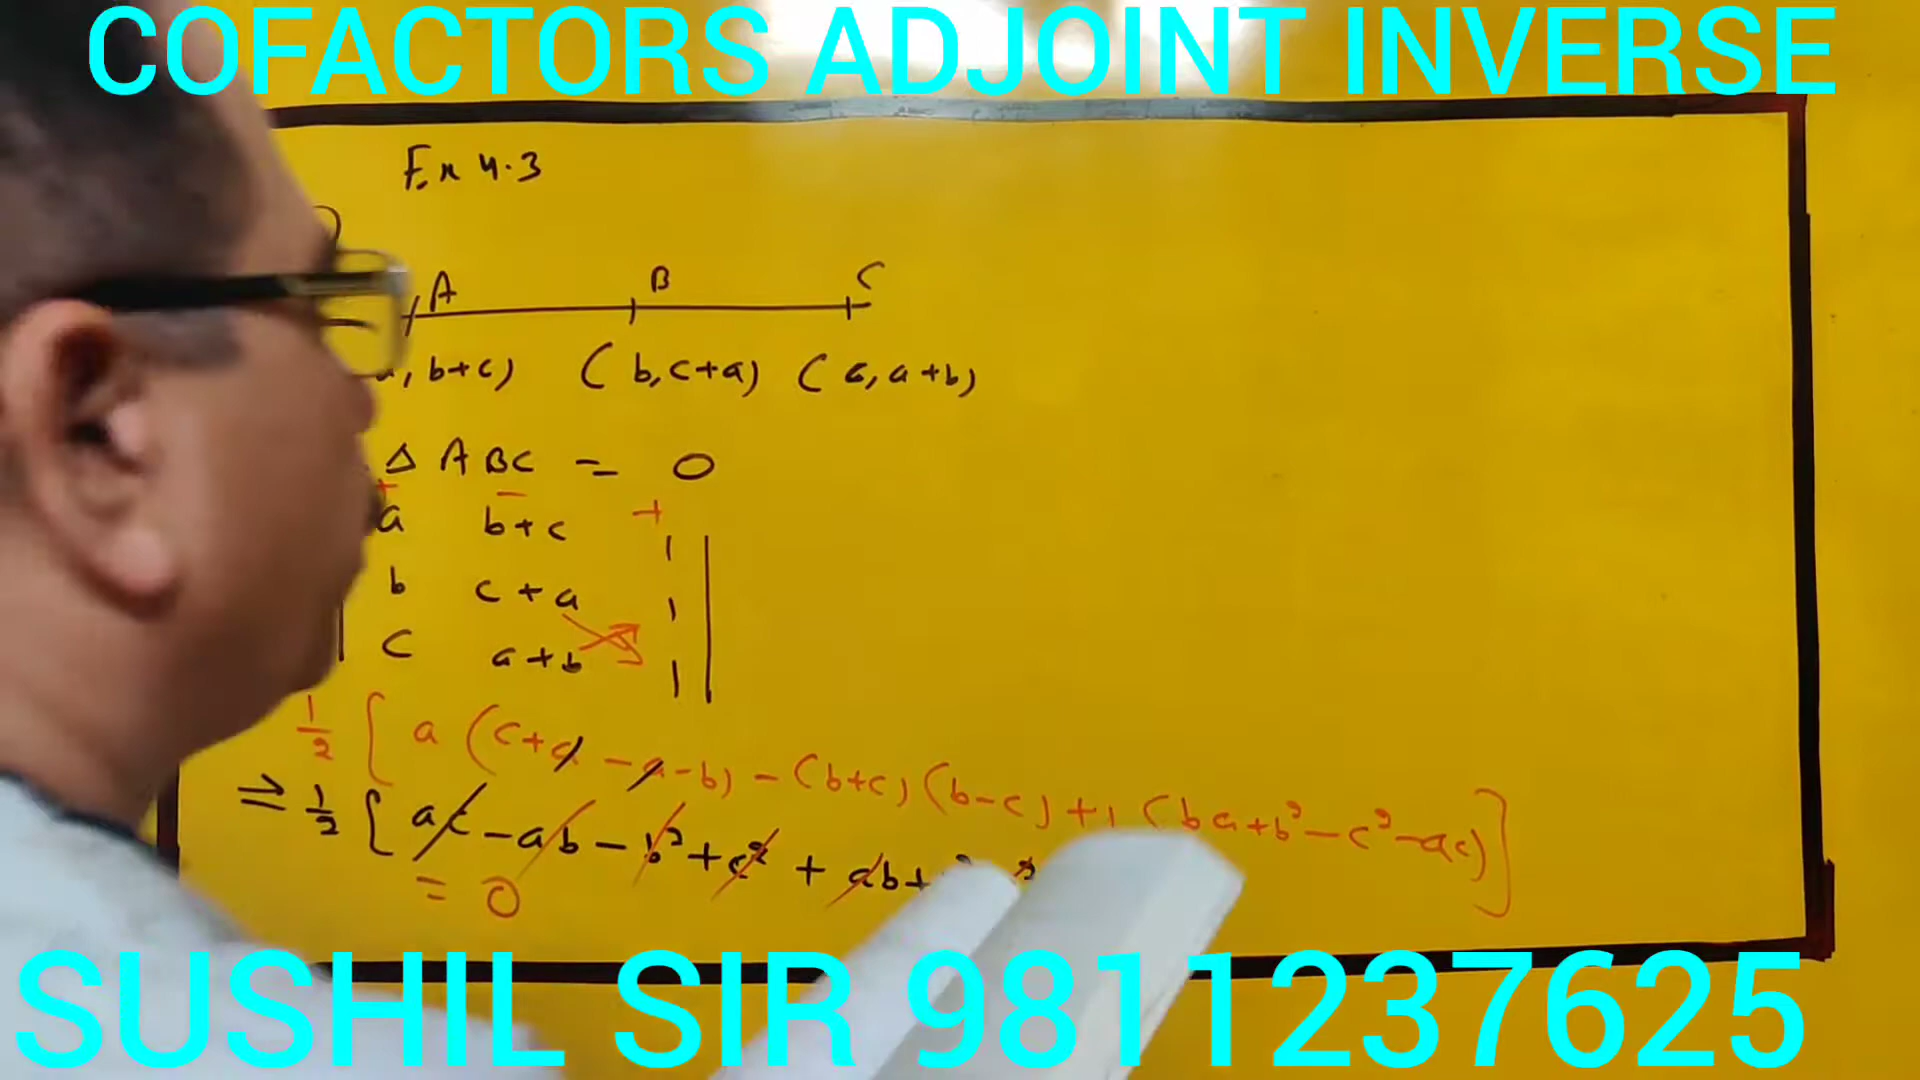 COFACTORS ADJOINT INVERSE
Ex 4.3
A B C
, b+c) (b, c+a) (c, a+b)
Δ ABC = 0
+ - +
a b+c 1
b c+a 1
c a+b 1
1/2 [ a (c+a -a-b) - (b+c) (b-c) + 1 (ba+b² - c² -ac) ]
⇒ 1/2 [ ac - ab - b² + c² + ab+
= 0
SUSHIL SIR 9811237625